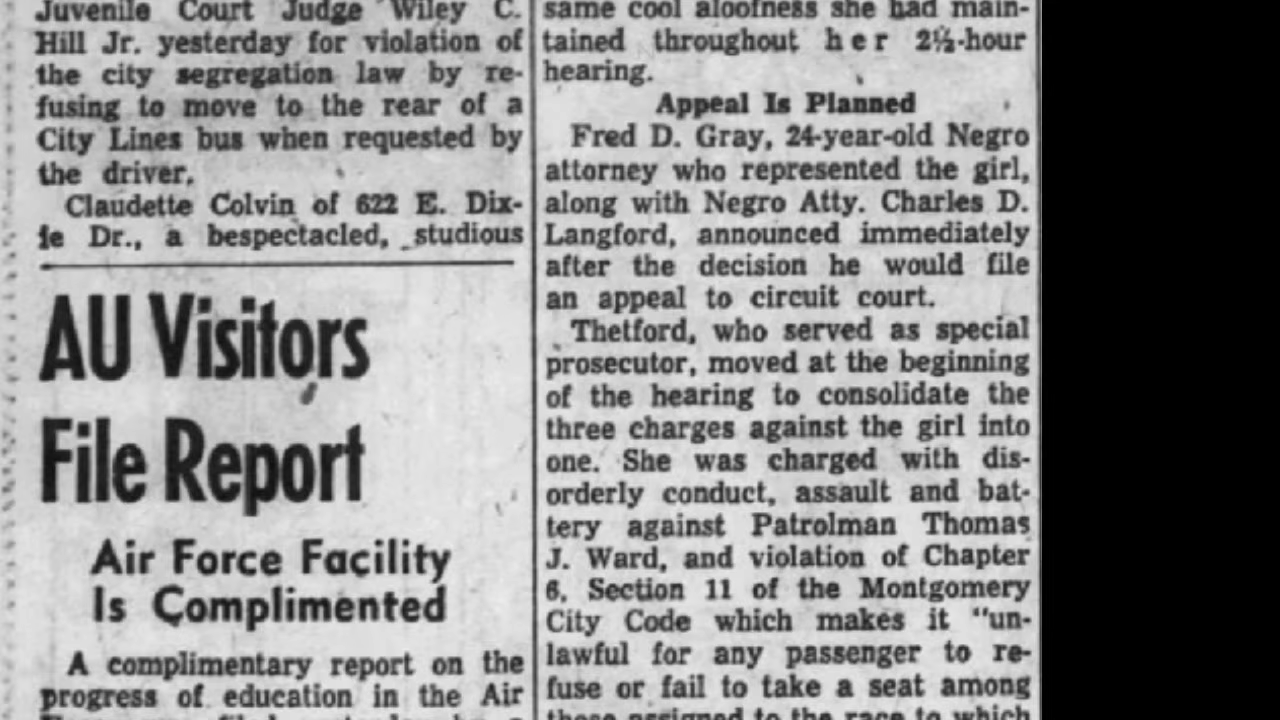 Juvenile Court Judge Wiley C.
Hill Jr. yesterday for violation of
the city segregation law by re-
fusing to move to the rear of a
City Lines bus when requested by
the driver.
Claudette Colvin of 622 E. Dix-
ie Dr., a bespectacled, studious
AU Visitors
File Report
Air Force Facility
Is Complimented
A complimentary report on the
progress of education in the Air
same cool aloofness she had main-
tained throughout her 2½-hour
hearing.
Appeal Is Planned
Fred D. Gray, 24-year-old Negro
attorney who represented the girl,
along with Negro Atty. Charles D.
Langford, announced immediately
after the decision he would file
an appeal to circuit court.
Thetford, who served as special
prosecutor, moved at the beginning
of the hearing to consolidate the
three charges against the girl into
one. She was charged with dis-
orderly conduct, assault and bat-
tery against Patrolman Thomas
J. Ward, and violation of Chapter
6, Section 11 of the Montgomery
City Code which makes it "un-
lawful for any passenger to re-
fuse or fail to take a seat among
those assigned to the race to which